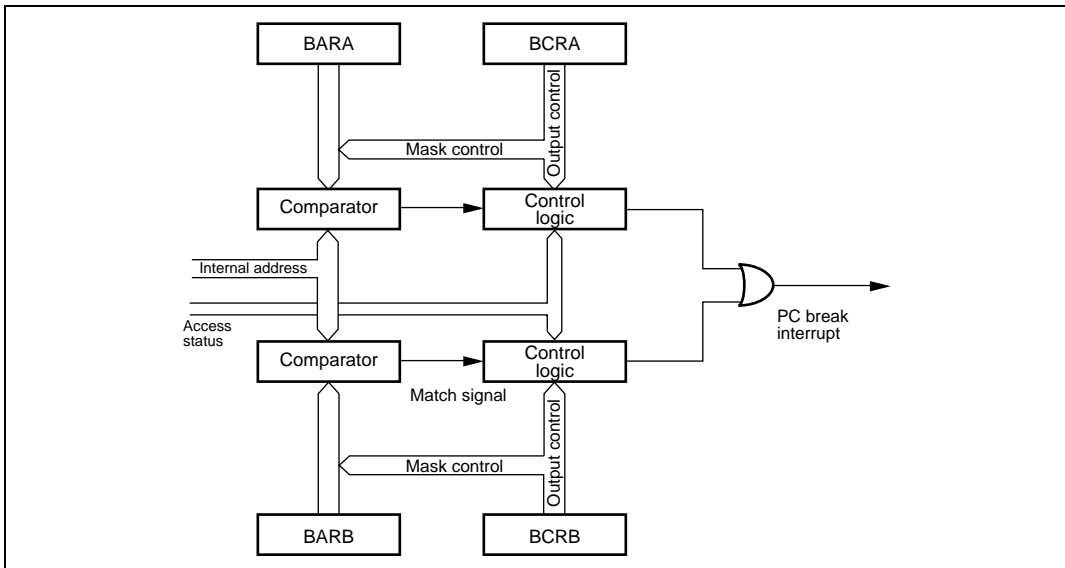 BARA
BCRA
Output control
Mask control
Comparator
Control
logic
Internal address
Access
status
PC break
interrupt
Comparator
Control
logic
Match signal
Mask control
Output control
BARB
BCRB